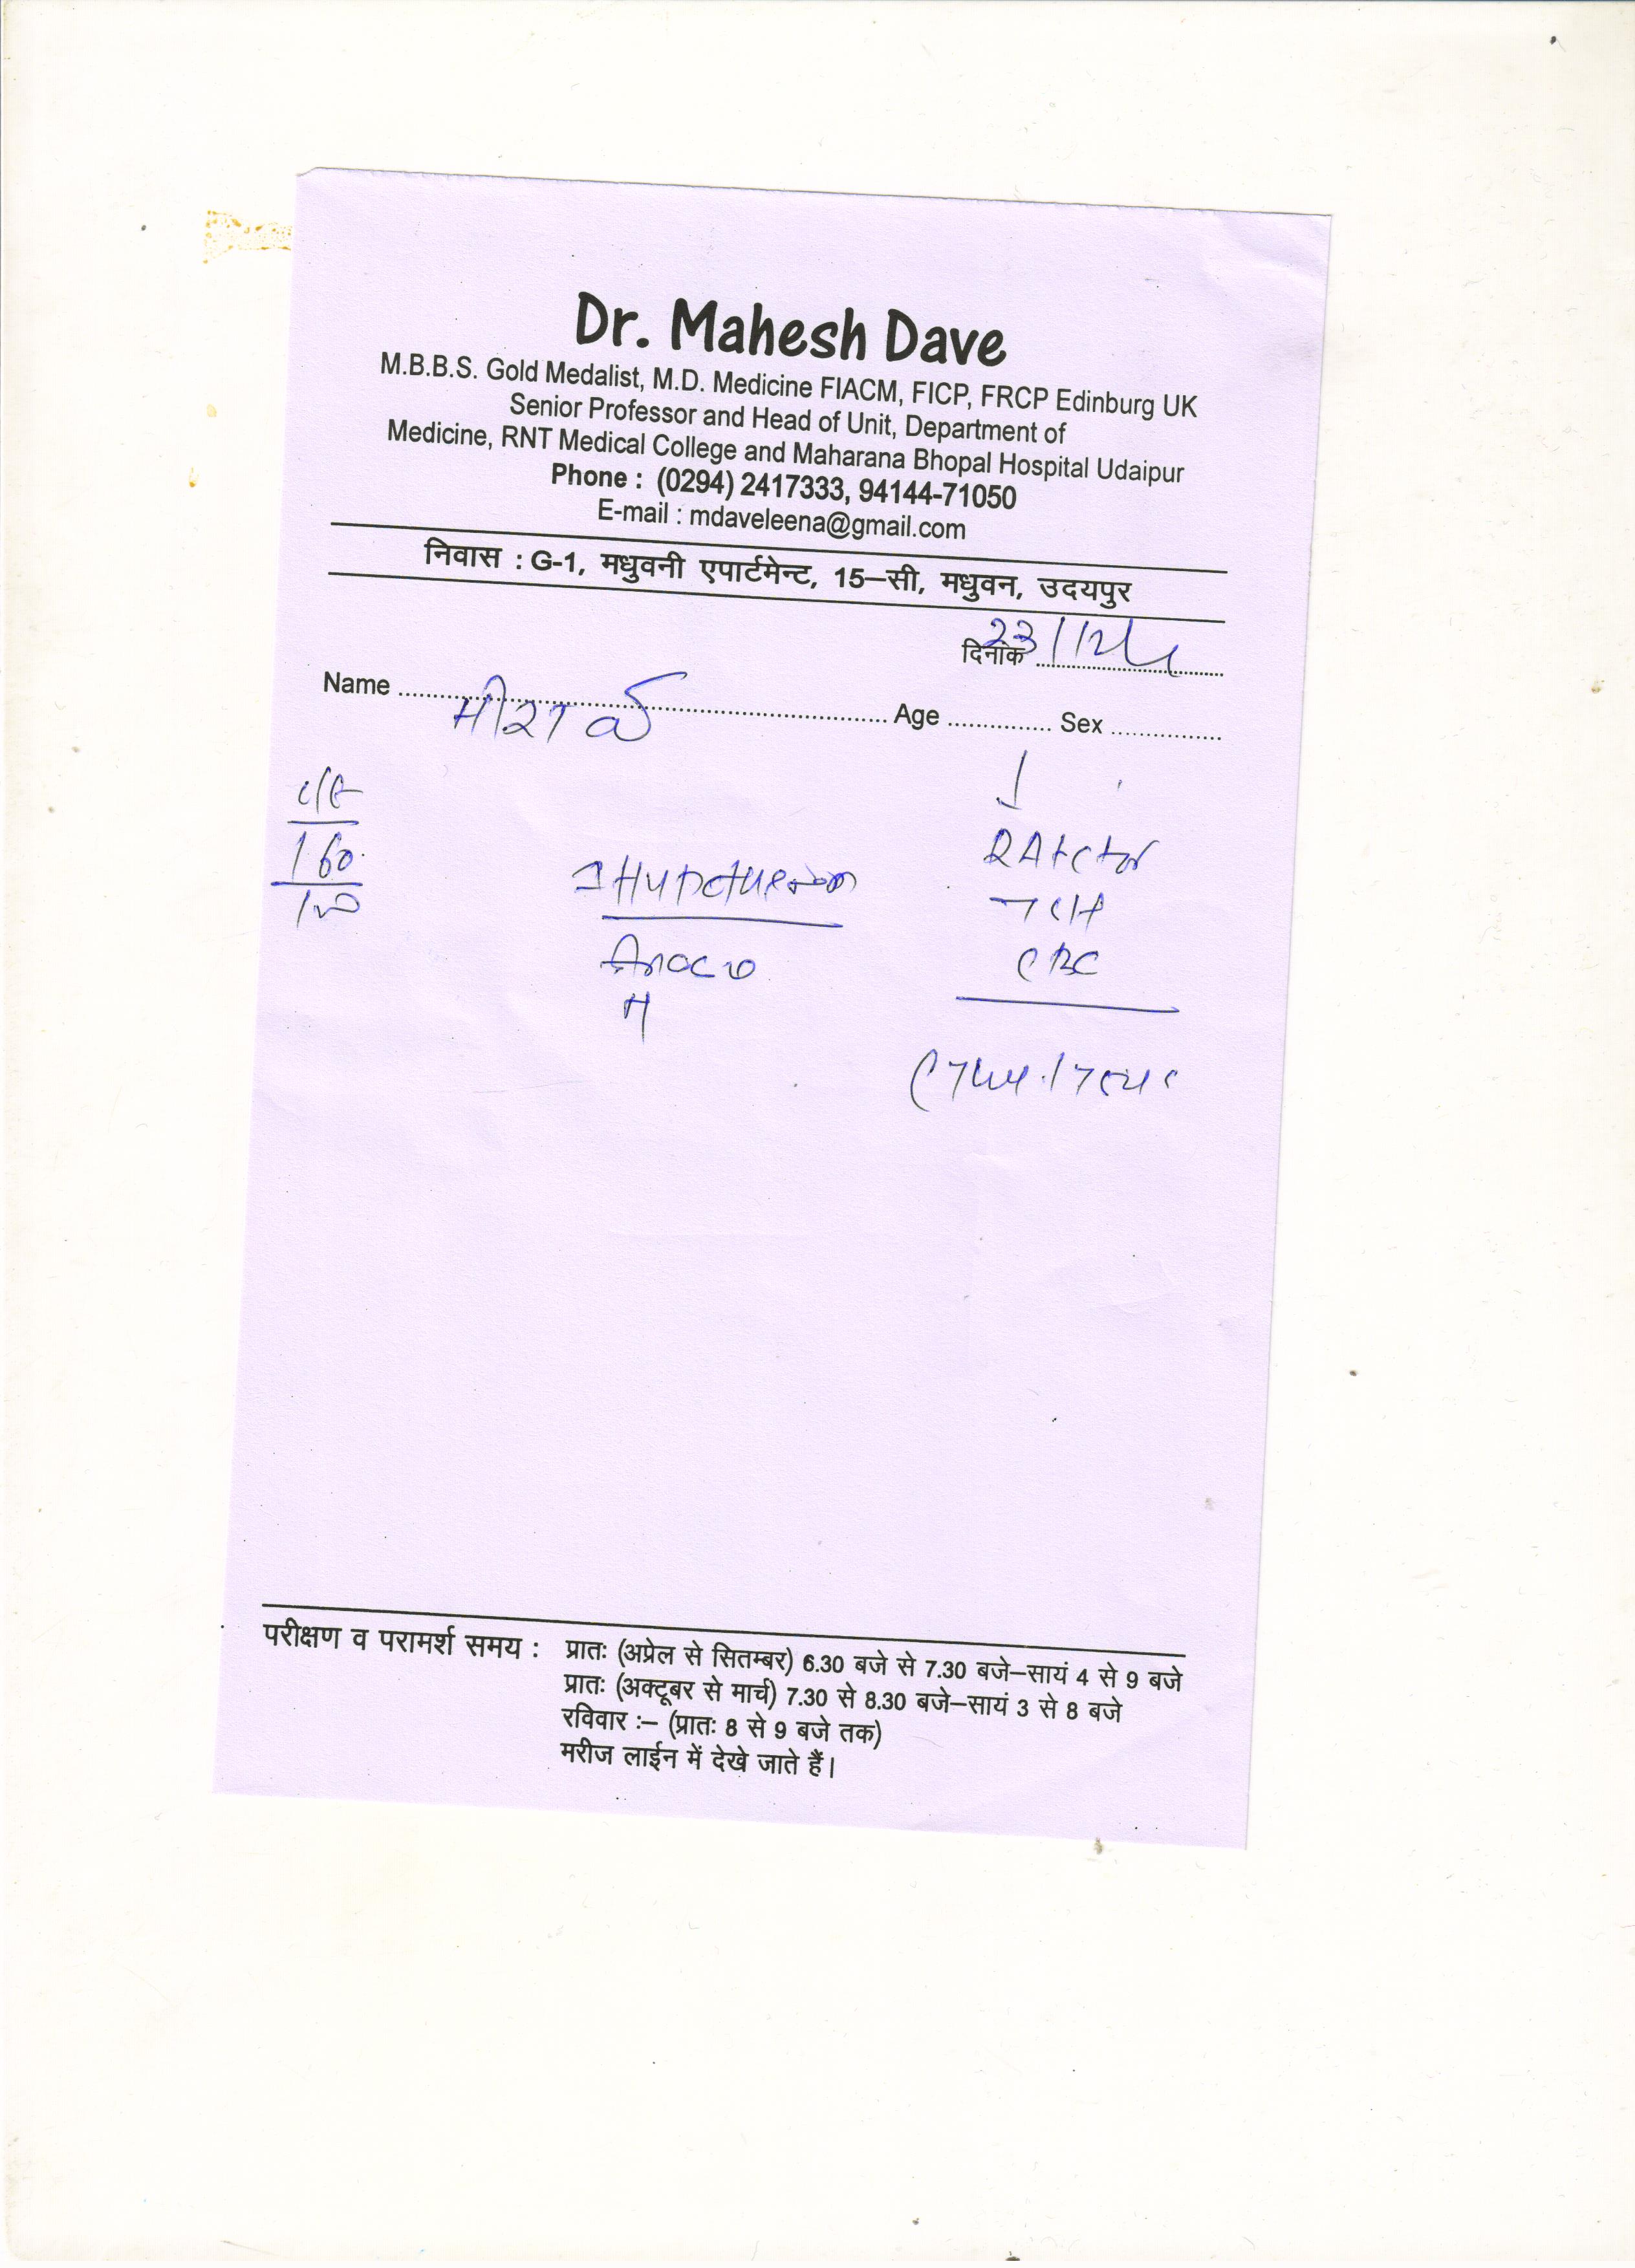 Dr. Mahesh Dave
M.B.B.S. Gold Medalist, M.D. Medicine FIACM, FICP, FRCP Edinburg UK
Senior Professor and Head of Unit, Department of
Medicine, RNT Medical College and Maharana Bhopal Hospital Udaipur
Phone : (0294) 2417333, 94144-71050
E-mail : mdaveleena@gmail.com
निवास : G-1, मधुवनी एपार्टमेन्ट, 15–सी, मधुवन, उदयपुर
दिनांक
Name Age Sex
160
CBC
परीक्षण व परामर्श समय : प्रातः (अप्रेल से सितम्बर) 6.30 बजे से 7.30 बजे–सायं 4 से 9 बजे
प्रातः (अक्टूबर से मार्च) 7.30 से 8.30 बजे–सायं 3 से 8 बजे
रविवार :– (प्रातः 8 से 9 बजे तक)
मरीज लाईन में देखे जाते हैं।